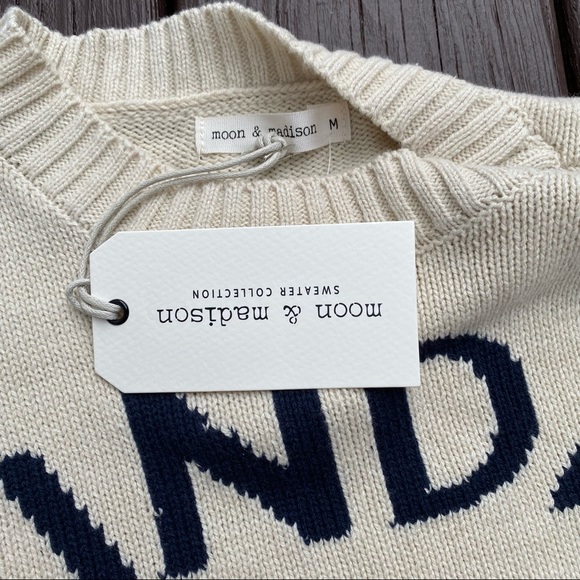 moon & madison M
moon & madison
SWEATER COLLECTION
ND